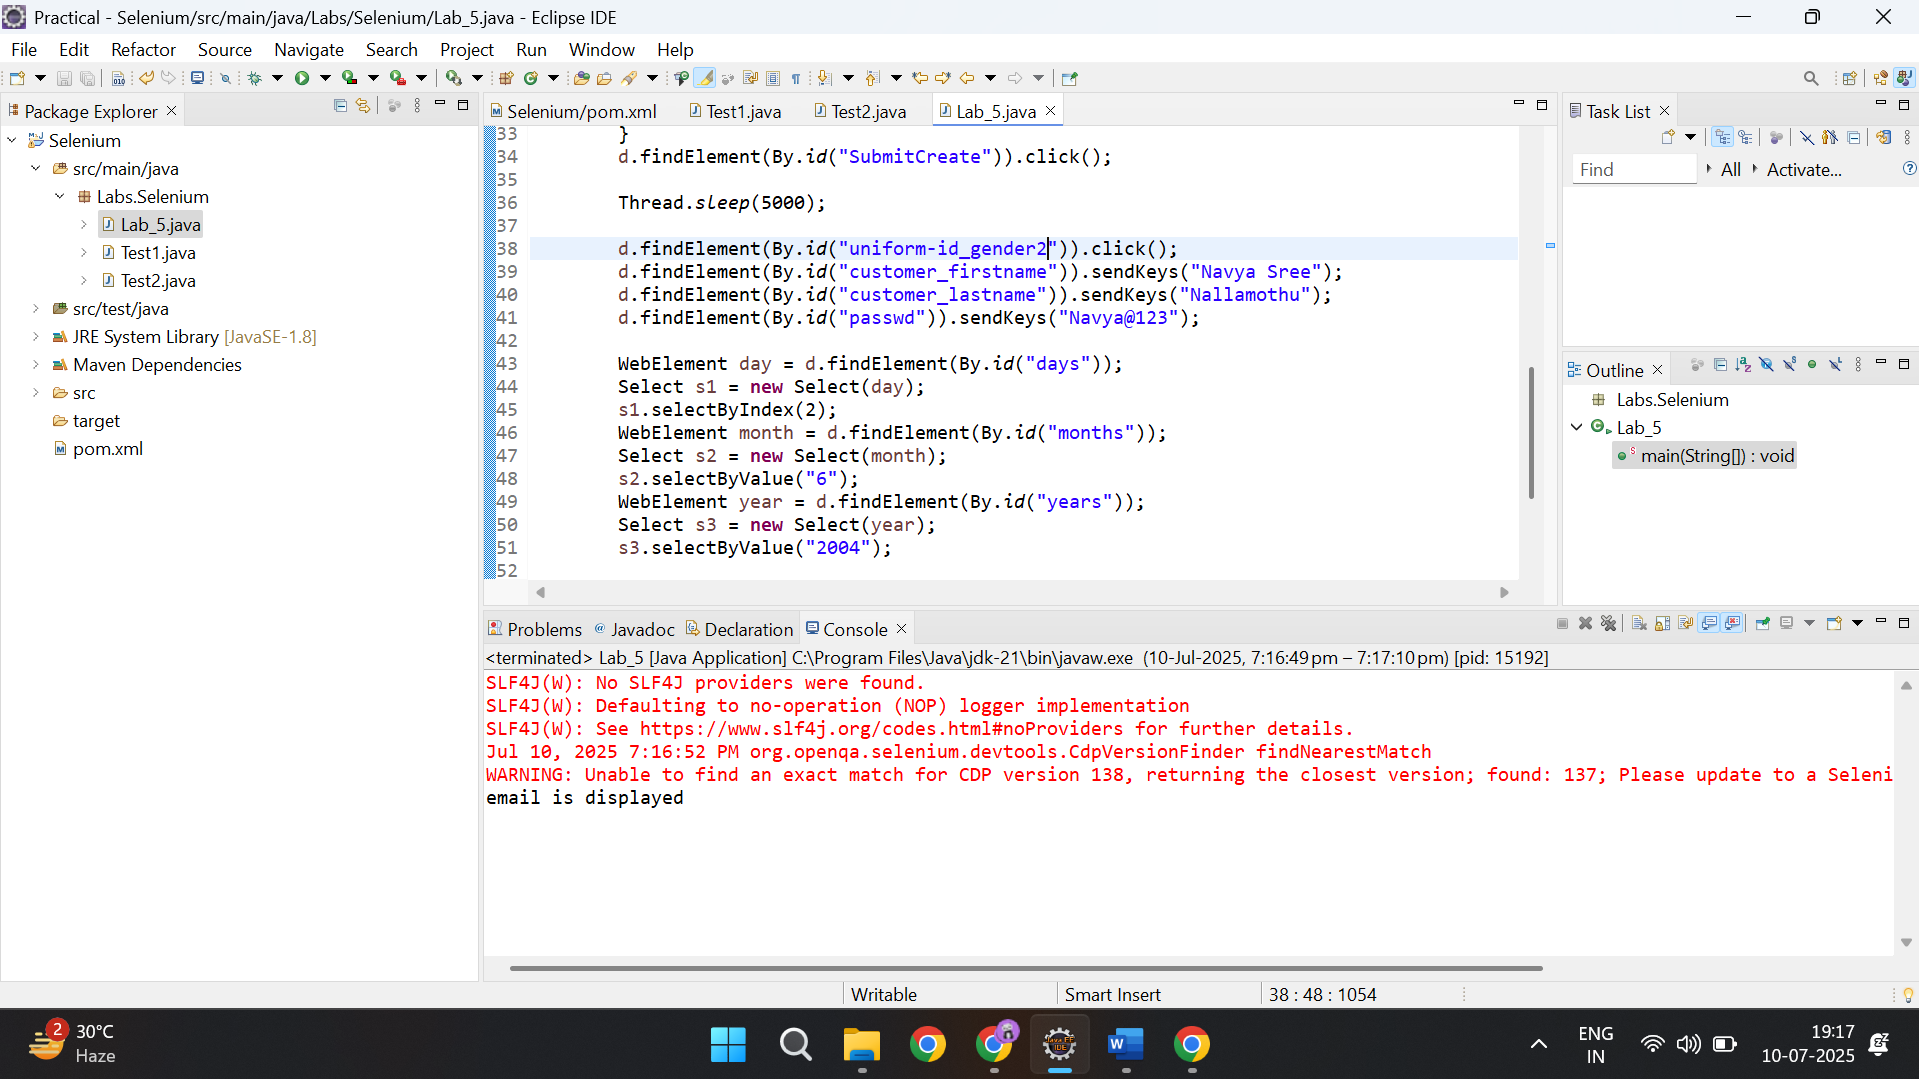 Practical - Selenium/src/main/java/Labs/Selenium/Lab_5.java - Eclipse IDE
File Edit Refactor Source Navigate Search Project Run Window Help
Package Explorer
Selenium
src/main/java
Labs.Selenium
Lab_5.java
Test1.java
Test2.java
src/test/java
JRE System Library [JavaSE-1.8]
Maven Dependencies
src
target
pom.xml
Selenium/pom.xml Test1.java Test2.java Lab_5.java
33 }
34 d.findElement(By.id("SubmitCreate")).click();
35
36 Thread.sleep(5000);
37
38 d.findElement(By.id("uniform-id_gender2")).click();
39 d.findElement(By.id("customer_firstname")).sendKeys("Navya Sree");
40 d.findElement(By.id("customer_lastname")).sendKeys("Nallamothu");
41 d.findElement(By.id("passwd")).sendKeys("Navya@123");
42
43 WebElement day = d.findElement(By.id("days"));
44 Select s1 = new Select(day);
45 s1.selectByIndex(2);
46 WebElement month = d.findElement(By.id("months"));
47 Select s2 = new Select(month);
48 s2.selectByValue("6");
49 WebElement year = d.findElement(By.id("years"));
50 Select s3 = new Select(year);
51 s3.selectByValue("2004");
52
Task List
Find All Activate...
Outline
Labs.Selenium
Lab_5
main(String[]) : void
Problems Javadoc Declaration Console
<terminated> Lab_5 [Java Application] C:\Program Files\Java\jdk-21\bin\javaw.exe (10-Jul-2025, 7:16:49 pm – 7:17:10 pm) [pid: 15192]
SLF4J(W): No SLF4J providers were found.
SLF4J(W): Defaulting to no-operation (NOP) logger implementation
SLF4J(W): See https://www.slf4j.org/codes.html#noProviders for further details.
Jul 10, 2025 7:16:52 PM org.openqa.selenium.devtools.CdpVersionFinder findNearestMatch
WARNING: Unable to find an exact match for CDP version 138, returning the closest version; found: 137; Please update to a Seleni
email is displayed
Writable Smart Insert 38 : 48 : 1054
2
30°C
Haze
Java EE
IDE
W
ENG
IN
19:17
10-07-2025